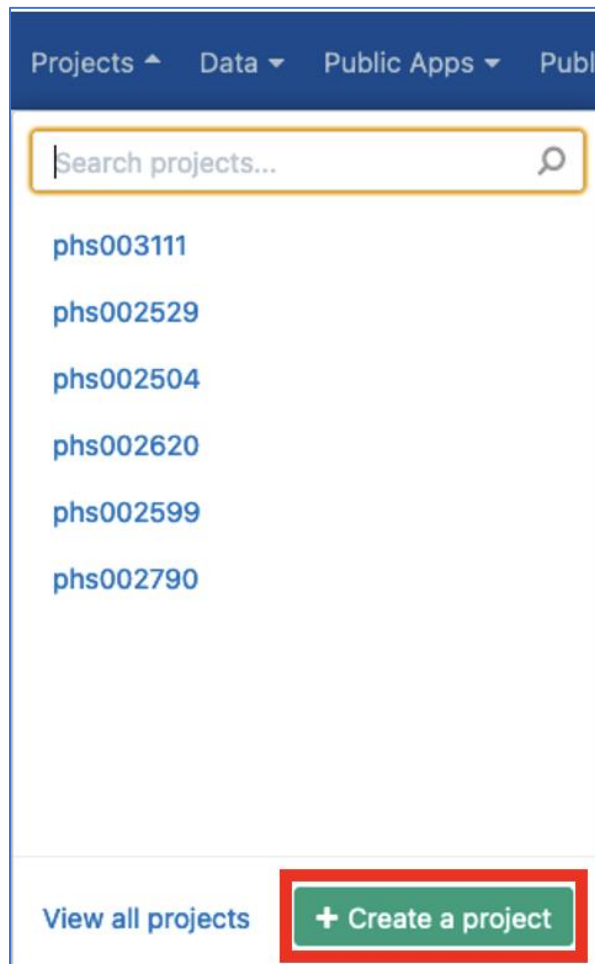 Projects Data Public Apps Publ
Search projects...
phs003111
phs002529
phs002504
phs002620
phs002599
phs002790
View all projects + Create a project